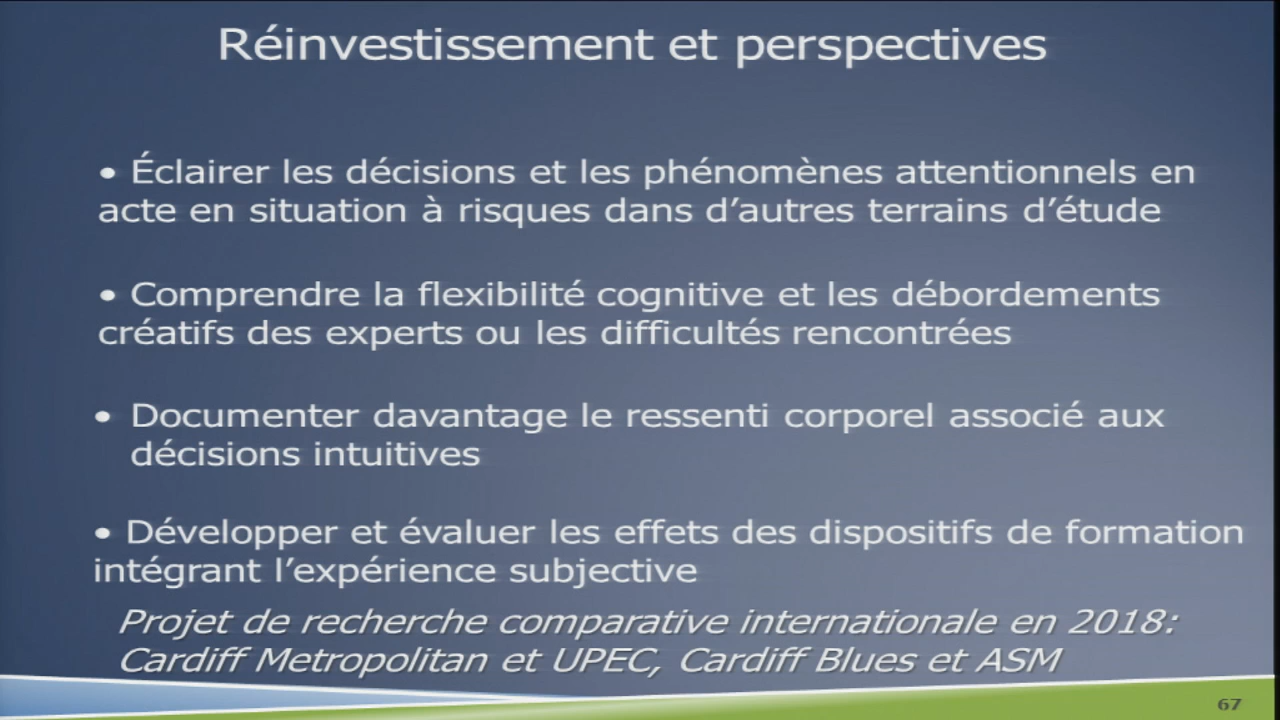 Réinvestissement et perspectives
• Éclairer les décisions et les phénomènes attentionnels en
acte en situation à risques dans d’autres terrains d’étude
• Comprendre la flexibilité cognitive et les débordements
créatifs des experts ou les difficultés rencontrées
• Documenter davantage le ressenti corporel associé aux
décisions intuitives
• Développer et évaluer les effets des dispositifs de formation
intégrant l’expérience subjective
Projet de recherche comparative internationale en 2018:
Cardiff Metropolitan et UPEC, Cardiff Blues et ASM
67